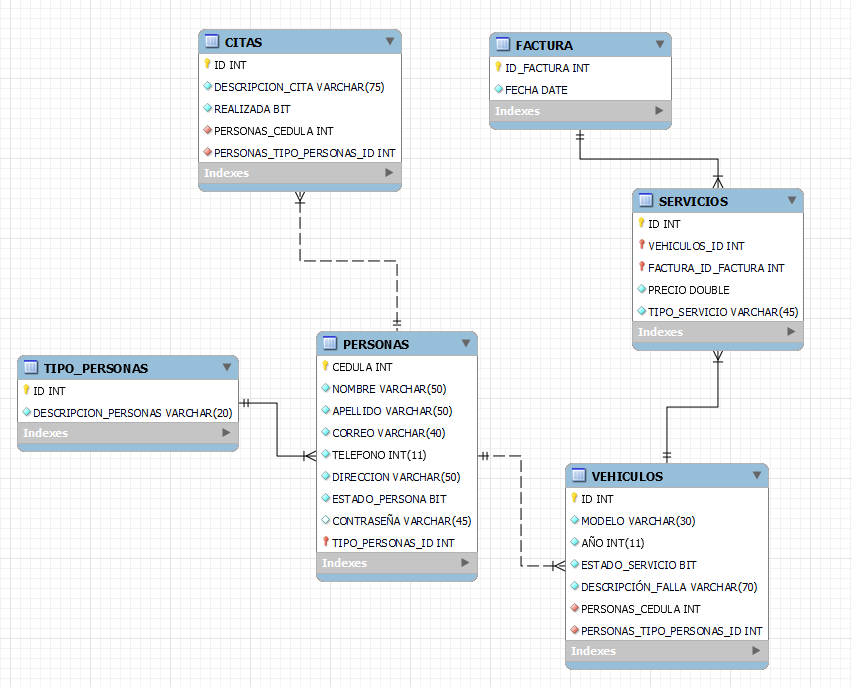 CITAS
ID INT
DESCRIPCION_CITA VARCHAR(75)
REALIZADA BIT
PERSONAS_CEDULA INT
PERSONAS_TIPO_PERSONAS_ID INT
Indexes
FACTURA
ID_FACTURA INT
FECHA DATE
Indexes
SERVICIOS
ID INT
VEHICULOS_ID INT
FACTURA_ID_FACTURA INT
PRECIO DOUBLE
TIPO_SERVICIO VARCHAR(45)
Indexes
TIPO_PERSONAS
ID INT
DESCRIPCION_PERSONAS VARCHAR(20)
Indexes
PERSONAS
CEDULA INT
NOMBRE VARCHAR(50)
APELLIDO VARCHAR(50)
CORREO VARCHAR(40)
TELEFONO INT(11)
DIRECCION VARCHAR(50)
ESTADO_PERSONA BIT
CONTRASEÑA VARCHAR(45)
TIPO_PERSONAS_ID INT
Indexes
VEHICULOS
ID INT
MODELO VARCHAR(30)
AÑO INT(11)
ESTADO_SERVICIO BIT
DESCRIPCIÓN_FALLA VARCHAR(70)
PERSONAS_CEDULA INT
PERSONAS_TIPO_PERSONAS_ID INT
Indexes